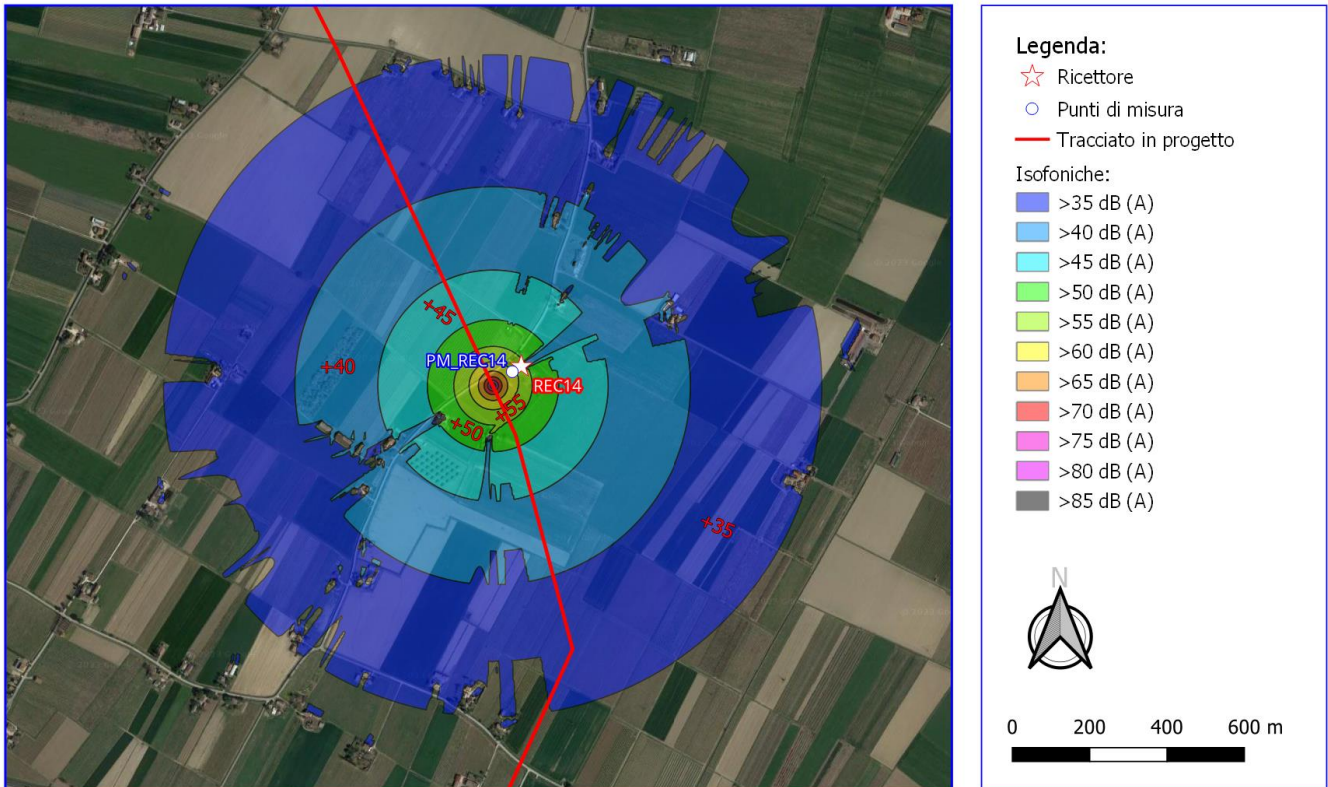 +45
+40
PM_REC14
REC14
+55
+50
+35
Legenda:
Ricettore
Punti di misura
Tracciato in progetto
Isofoniche:
>35 dB (A)
>40 dB (A)
>45 dB (A)
>50 dB (A)
>55 dB (A)
>60 dB (A)
>65 dB (A)
>70 dB (A)
>75 dB (A)
>80 dB (A)
>85 dB (A)
N
0 200 400 600 m